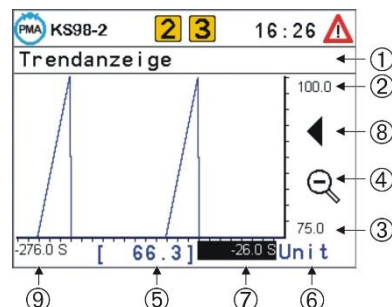 PMA KS98-2 2 3 16:26
Trendanzeige ①
100.0 ②
⑧
④
75.0 ③
-276.0 S [ 66.3] -26.0 S Unit
⑨ ⑤ ⑦ ⑥